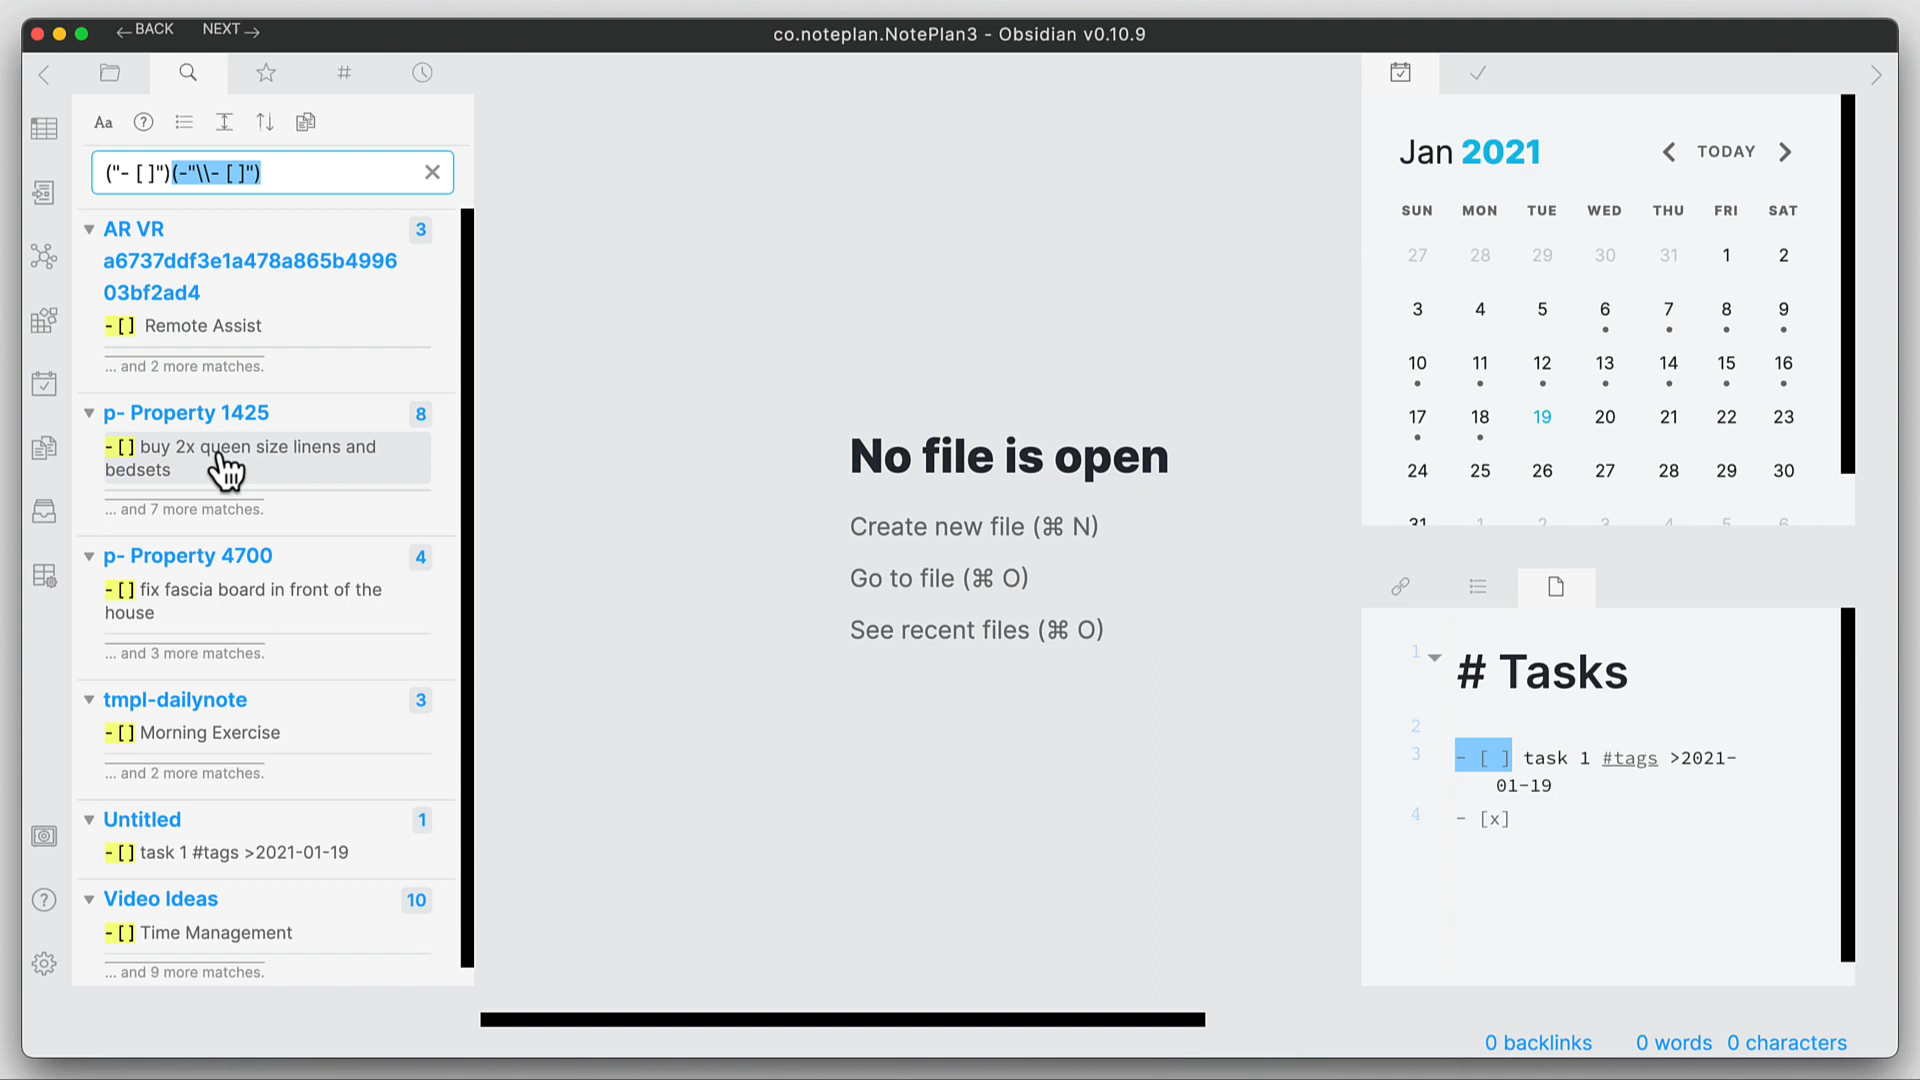 ← BACK NEXT →
co.noteplan.NotePlan3 - Obsidian v0.10.9
Aa
("- [ ]")(-"\\- [ ]")
AR VR 3
a6737ddf3e1a478a865b4996
03bf2ad4
- [ ] Remote Assist
... and 2 more matches.
p- Property 1425 8
- [ ] buy 2x queen size linens and
bedsets
... and 7 more matches.
p- Property 4700 4
- [ ] fix fascia board in front of the
house
... and 3 more matches.
tmpl-dailynote 3
- [ ] Morning Exercise
... and 2 more matches.
Untitled 1
- [ ] task 1 #tags >2021-01-19
Video Ideas 10
- [ ] Time Management
... and 9 more matches.
No file is open
Create new file (⌘ N)
Go to file (⌘ O)
See recent files (⌘ O)
Jan 2021 TODAY
SUN MON TUE WED THU FRI SAT
27 28 29 30 31 1 2
3 4 5 6 7 8 9
10 11 12 13 14 15 16
17 18 19 20 21 22 23
24 25 26 27 28 29 30
31 1 2 3 4 5 6
1 # Tasks
2
3 - [ ] task 1 #tags >2021-
01-19
4 - [x]
0 backlinks 0 words 0 characters